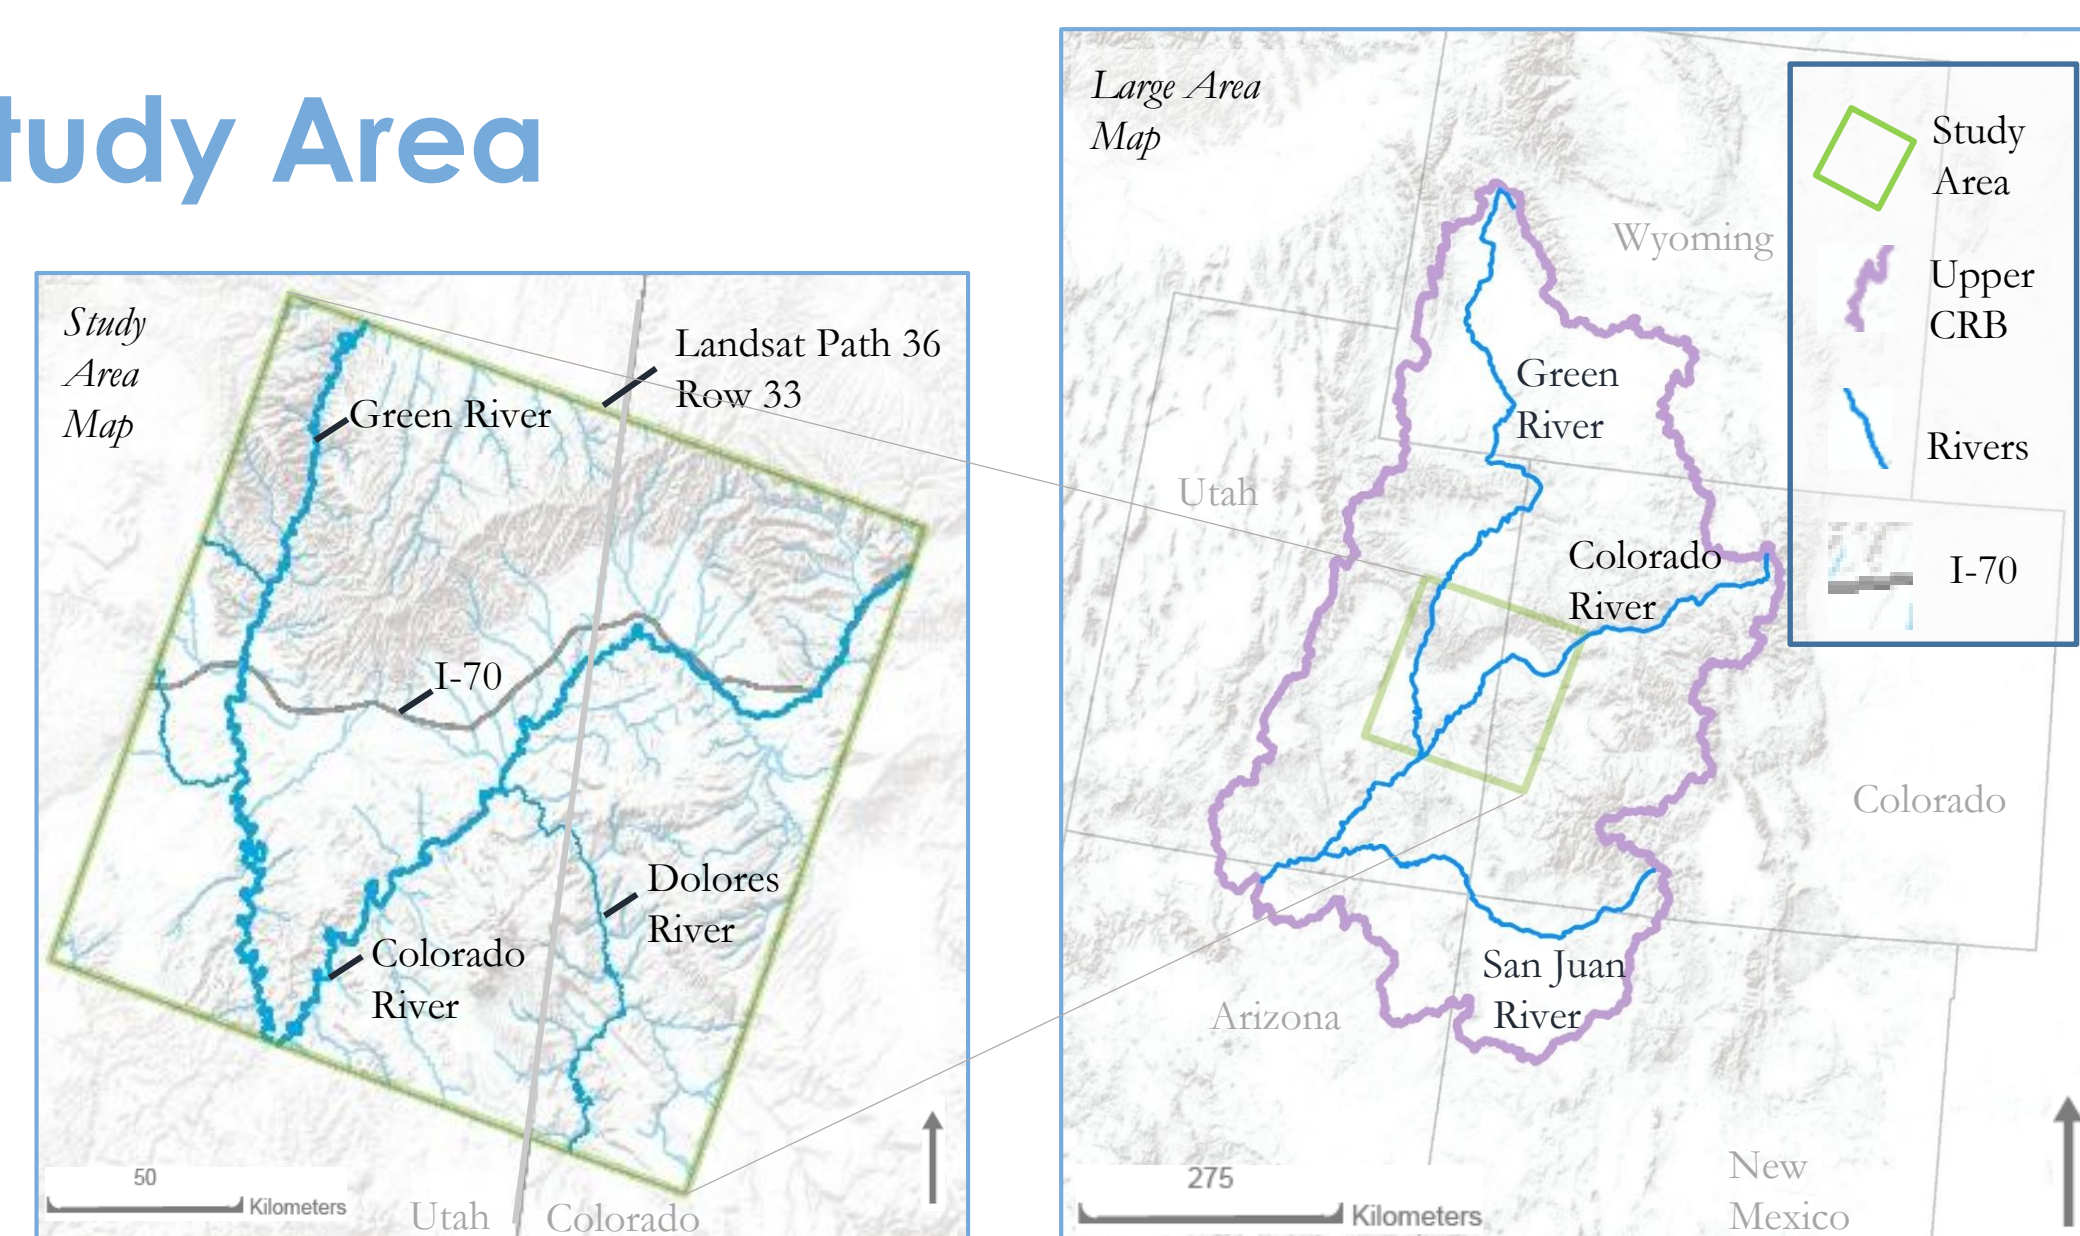 tudy Area
Study
Area
Map
Landsat Path 36
Row 33
Green River
I-70
Dolores
River
Colorado
River
50
Kilometers
Utah
Colorado
Large Area
Map
Wyoming
Green
River
Utah
Colorado
River
Colorado
San Juan
River
Arizona
New
Mexico
275
Kilometers
Study
Area
Upper
CRB
Rivers
I-70